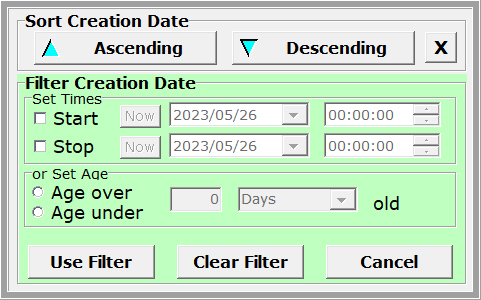 Sort Creation Date
Ascending Descending X
Filter Creation Date
Set Times
Start Now 2023/05/26 00:00:00
Stop Now 2023/05/26 00:00:00
or Set Age
Age over
Age under 0 Days old
Use Filter Clear Filter Cancel